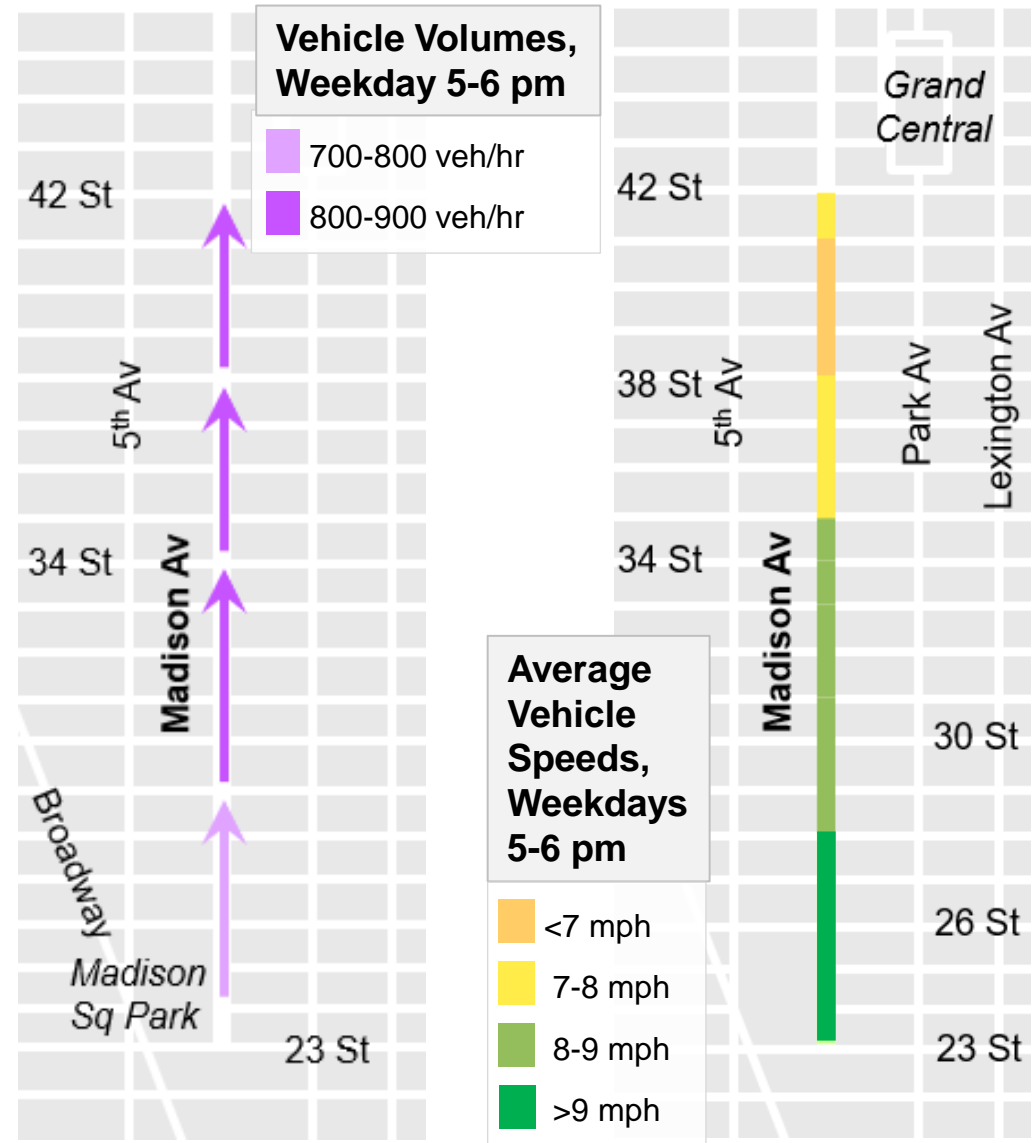 Vehicle Volumes,
Weekday 5-6 pm
700-800 veh/hr
800-900 veh/hr
42 St
5th Av
34 St
Madison Av
Broadway
Madison
Sq Park
23 St
Grand
Central
42 St
38 St
5th Av
Park Av
Lexington Av
34 St
Madison Av
30 St
26 St
23 St
Average
Vehicle
Speeds,
Weekdays
5-6 pm
<7 mph
7-8 mph
8-9 mph
>9 mph